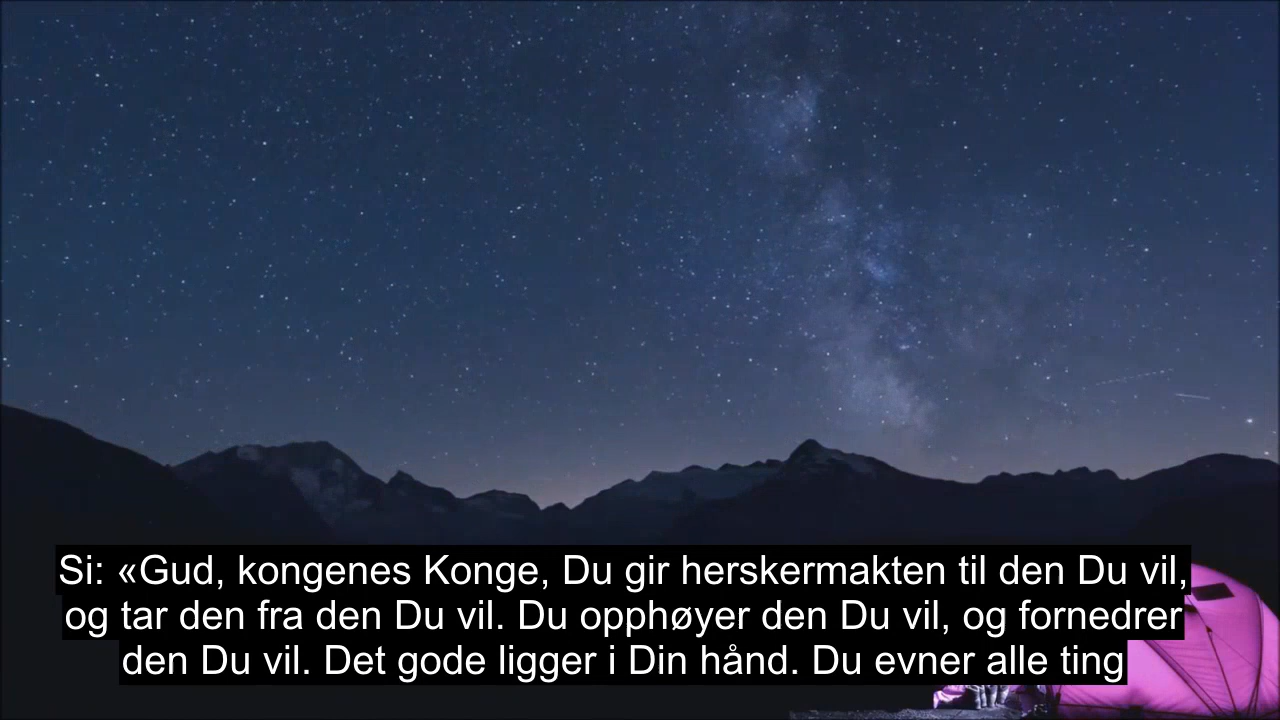 Si: «Gud, kongenes Konge, Du gir herskermakten til den Du vil,
og tar den fra den Du vil. Du opphøyer den Du vil, og fornedrer
den Du vil. Det gode ligger i Din hånd. Du evner alle ting